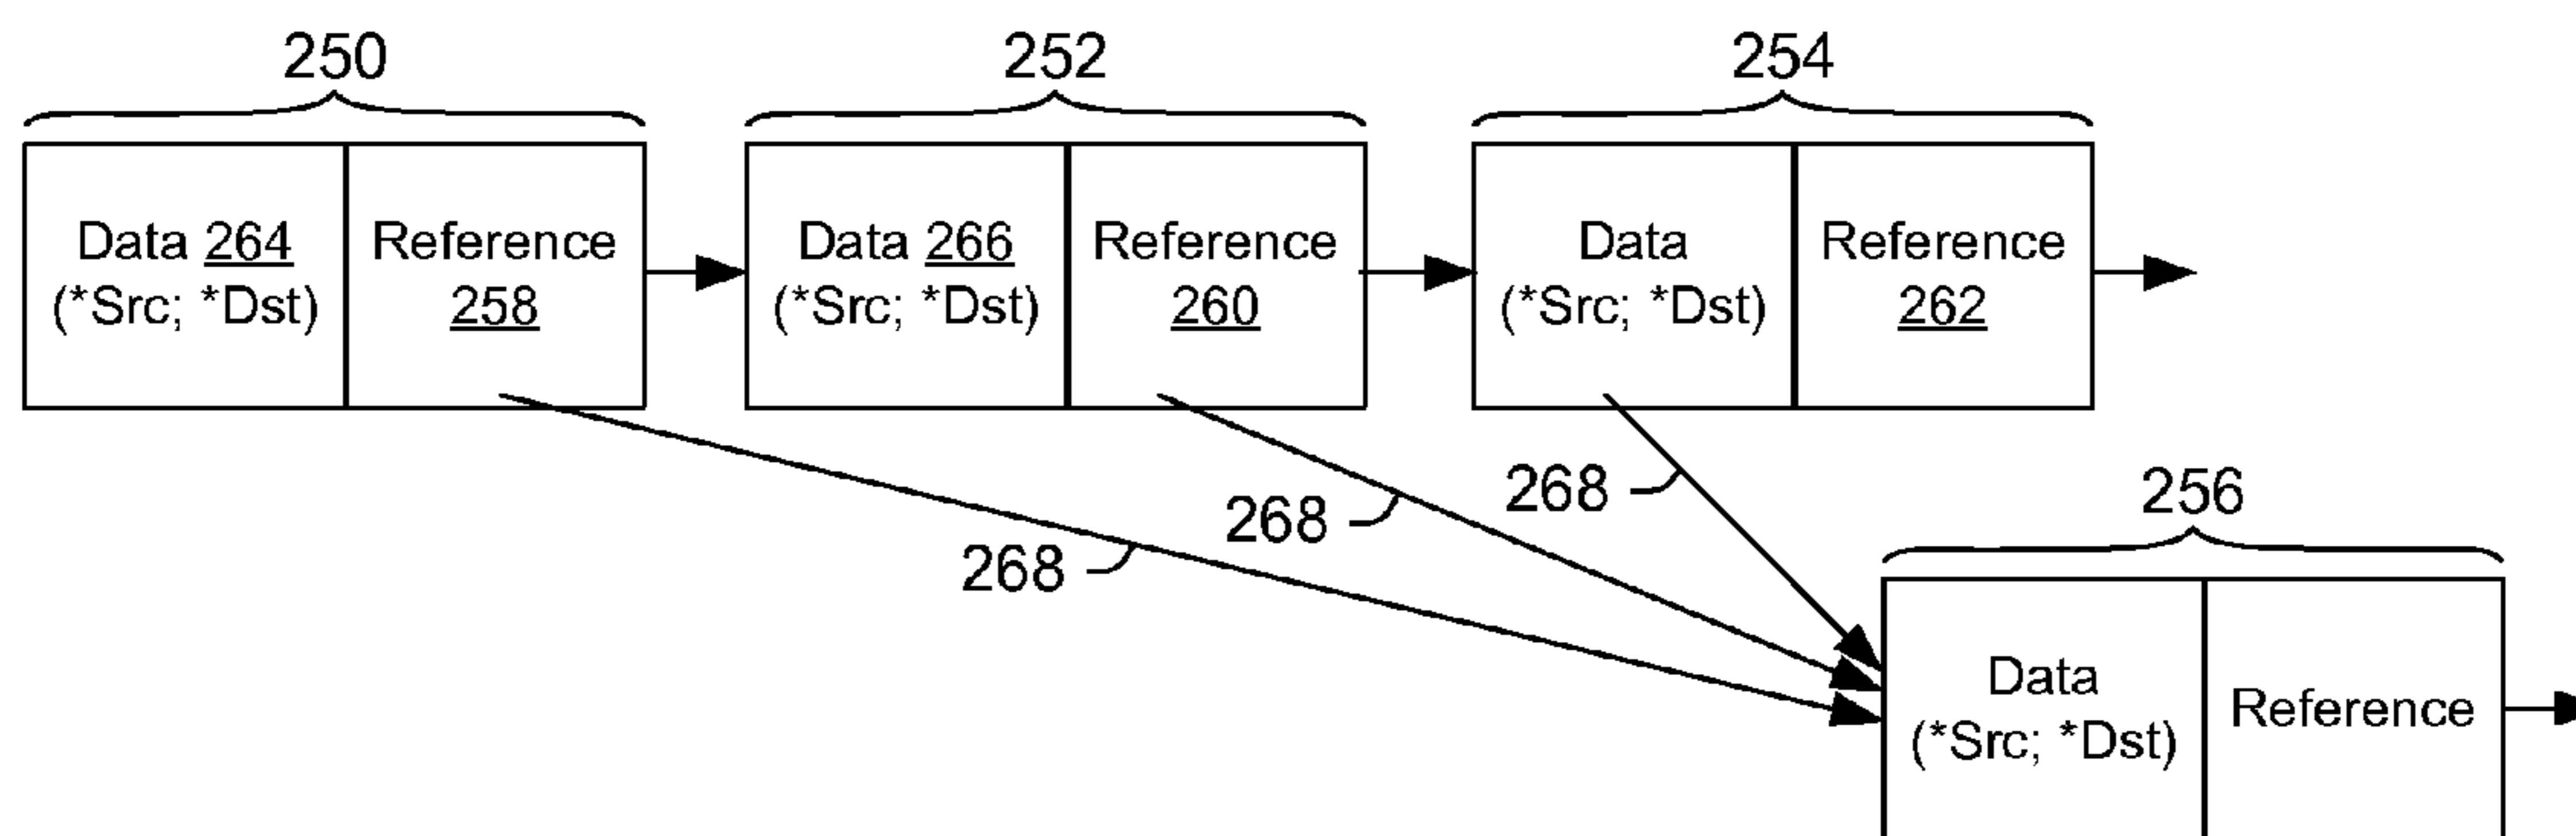 250
252
254
Data 264
(*Src; *Dst)
Reference
258
Data 266
(*Src; *Dst)
Reference
260
Data
(*Src; *Dst)
Reference
262
268
268
268
256
Data
(*Src; *Dst)
Reference